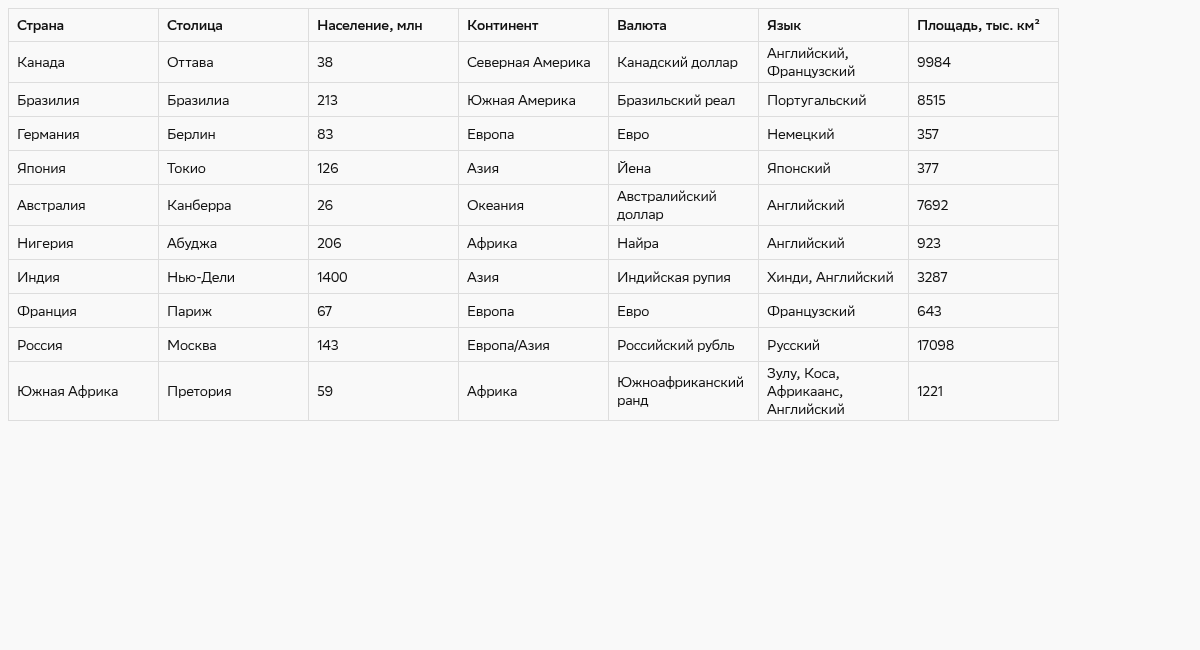 Страна Столица Население, млн Континент Валюта Язык Площадь, тыс. км²
Канада Оттава 38 Северная Америка Канадский доллар Английский, Французский 9984
Бразилия Бразилиа 213 Южная Америка Бразильский реал Португальский 8515
Германия Берлин 83 Европа Евро Немецкий 357
Япония Токио 126 Азия Йена Японский 377
Австралия Канберра 26 Океания Австралийский доллар Английский 7692
Нигерия Абуджа 206 Африка Найра Английский 923
Индия Нью-Дели 1400 Азия Индийская рупия Хинди, Английский 3287
Франция Париж 67 Европа Евро Французский 643
Россия Москва 143 Европа/Азия Российский рубль Русский 17098
Южная Африка Претория 59 Африка Южноафриканский ранд Зулу, Коса, Африкаанс, Английский 1221